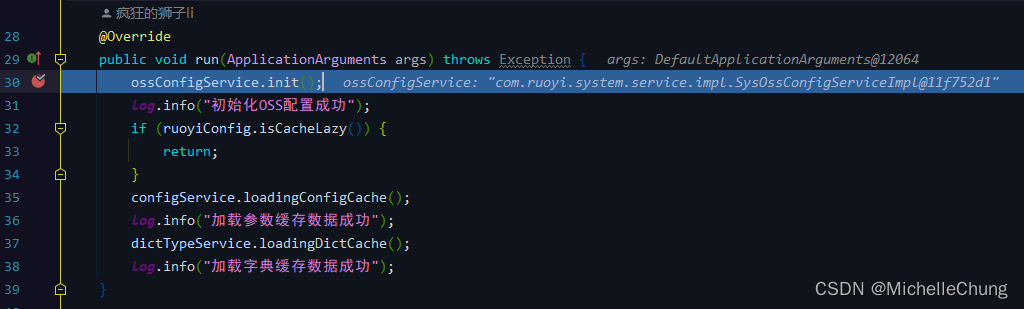 疯狂的狮子li
28 @Override
29 public void run(ApplicationArguments args) throws Exception { args: DefaultApplicationArguments@12064
30 ossConfigService.init(); ossConfigService: "com.ruoyi.system.service.impl.SysOssConfigServiceImpl@11f752d1"
31 log.info("初始化OSS配置成功");
32 if (ruoyiConfig.isCacheLazy()) {
33 return;
34 }
35 configService.loadingConfigCache();
36 log.info("加载参数缓存数据成功");
37 dictTypeService.loadingDictCache();
38 log.info("加载字典缓存数据成功");
39 }
CSDN @MichelleChung